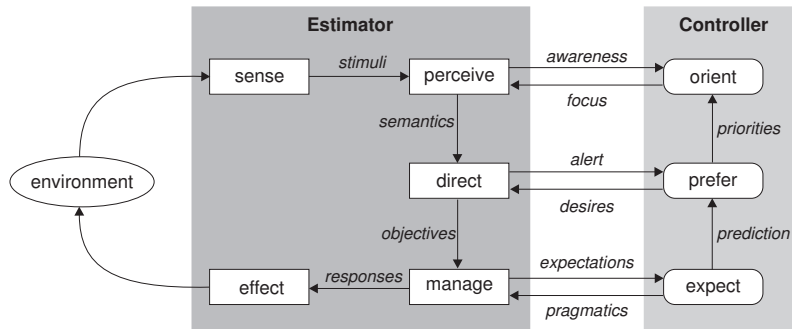 Estimator
Controller
sense
stimuli
perceive
awareness
orient
focus
semantics
priorities
environment
direct
alert
prefer
desires
objectives
prediction
effect
responses
manage
expectations
expect
pragmatics